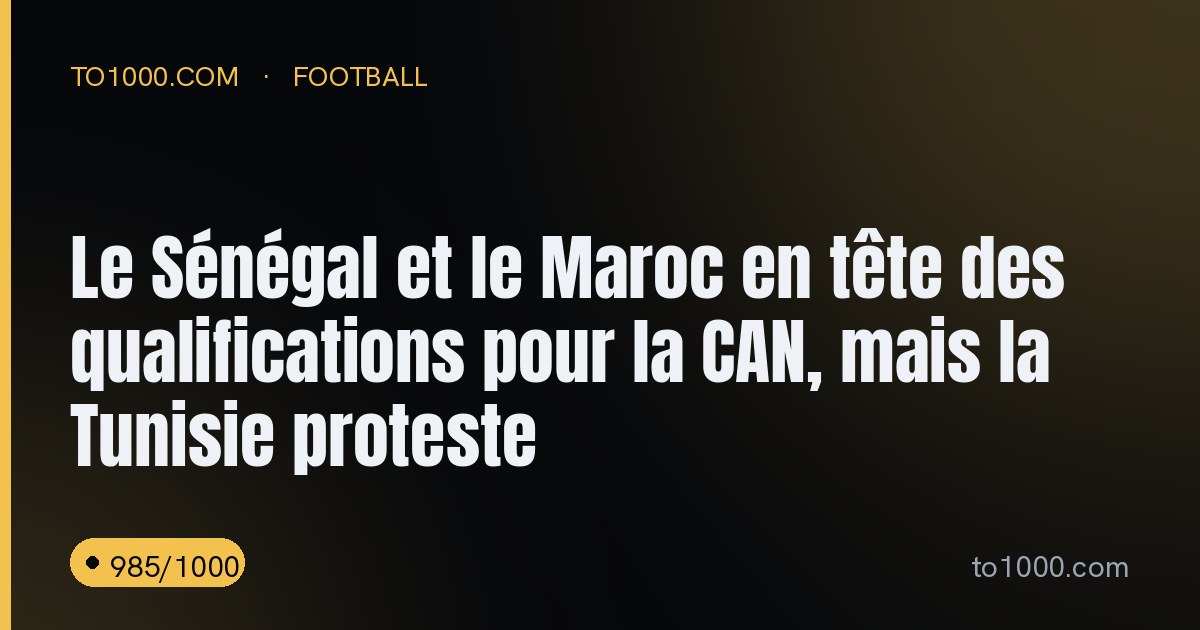 TO1000.COM · FOOTBALL
Le Sénégal et le Maroc en tête des
qualifications pour la CAN, mais la
Tunisie proteste
985/1000
to1000.com